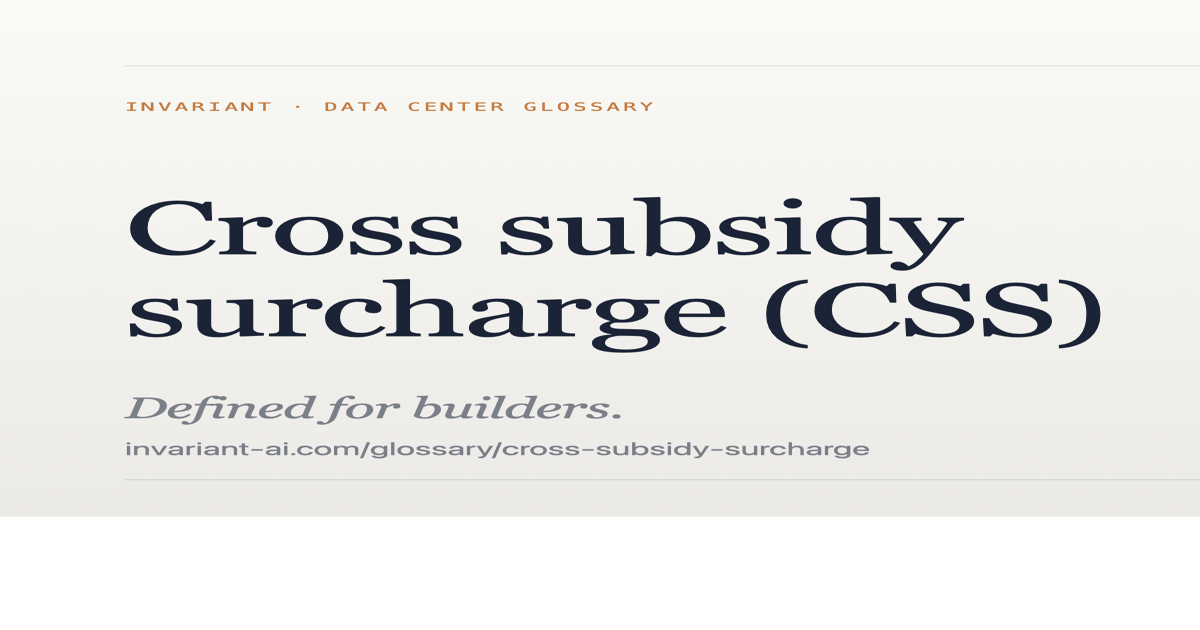 INVARIANT · DATA CENTER GLOSSARY
Cross subsidy
surcharge (CSS)
Defined for builders.
invariant-ai.com/glossary/cross-subsidy-surcharge